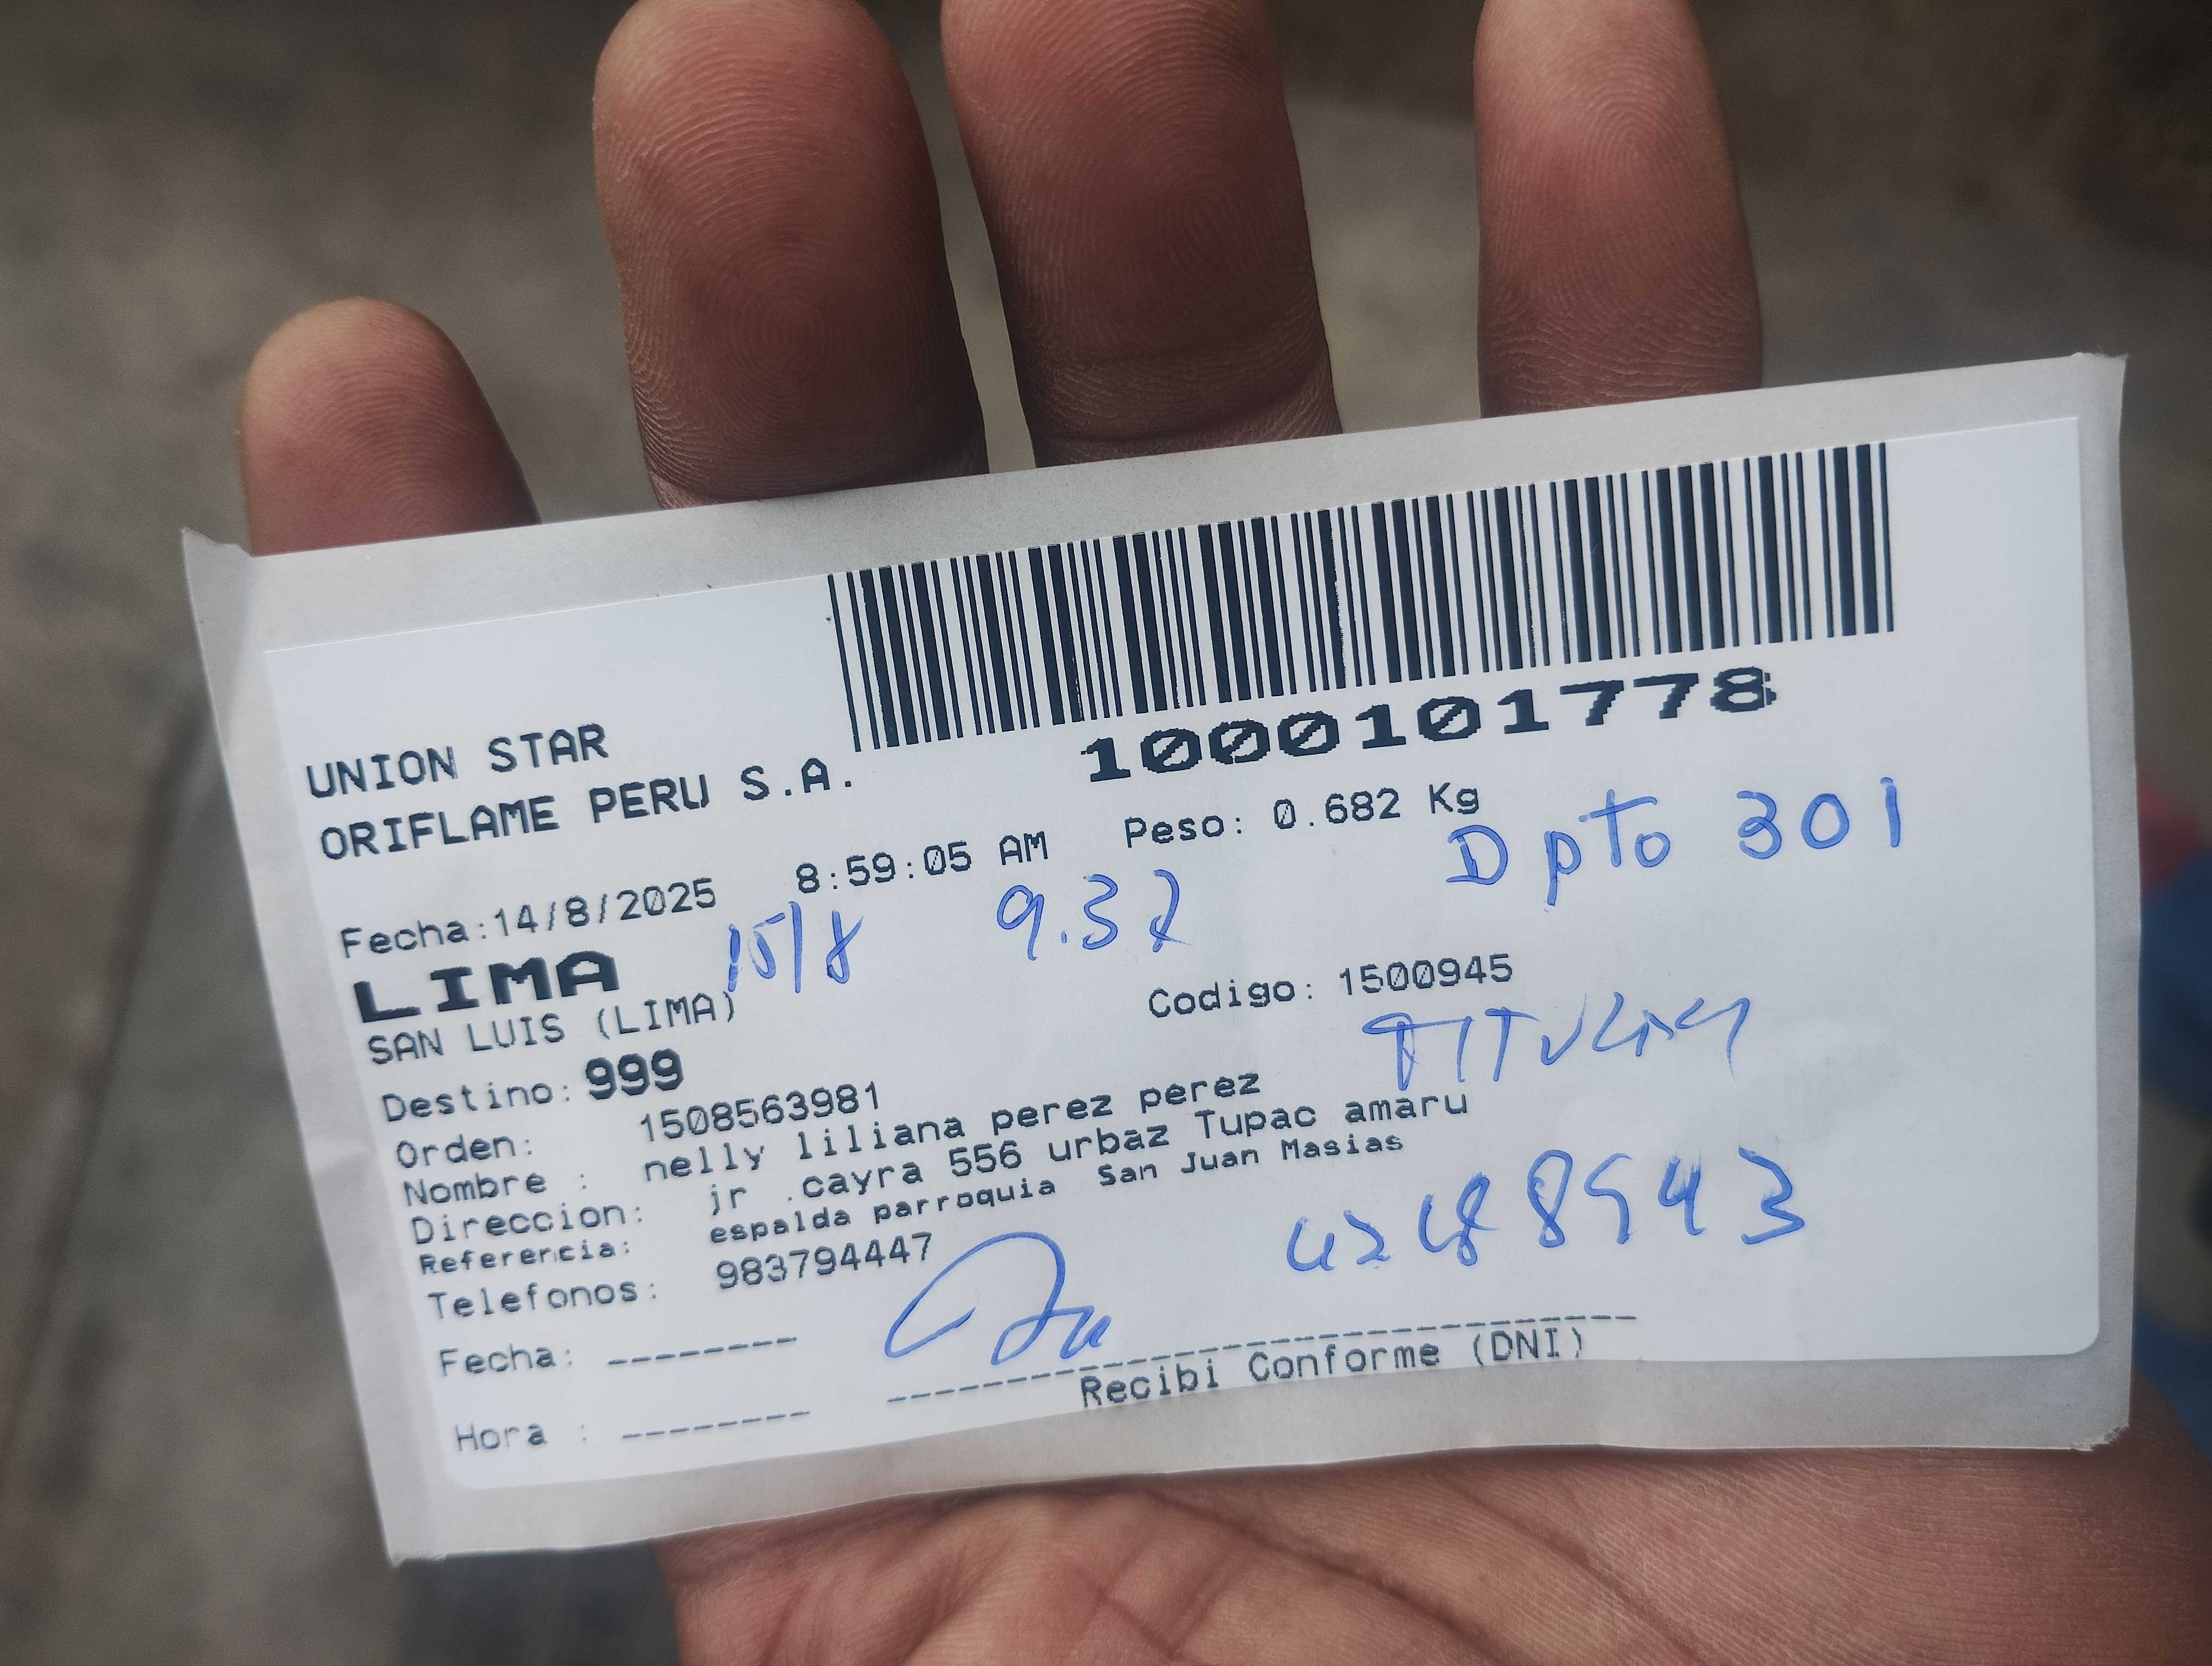 1000101778
UNION STAR
ORIFLAME PERU S.A.
Fecha:14/8/2025 8:59:05 AM Peso: 0.682 Kg
Dpto 301
15/8 9.37
LIMA
SAN LUIS (LIMA)
Codigo: 1500945
TITULAR
Destino: 999
Orden: 1508563981
Nombre : nelly liliana perez perez
Direccion: jr .cayra 556 urbaz Tupac amaru
Referencia: espalda parroquia San Juan Masias
Telefonos: 983794447
Fecha: --------
Recibi Conforme (DNI)
Hora : --------